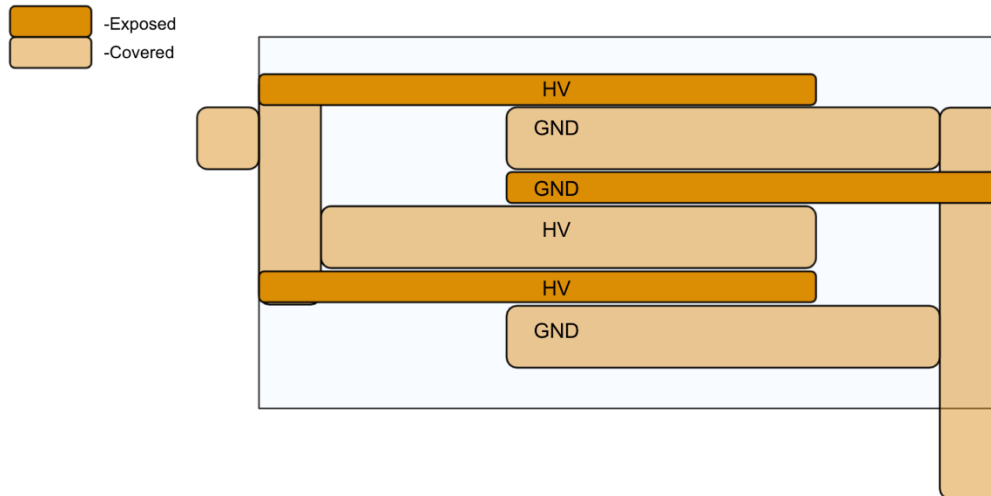 -Exposed
-Covered
HV
GND
GND
HV
HV
GND